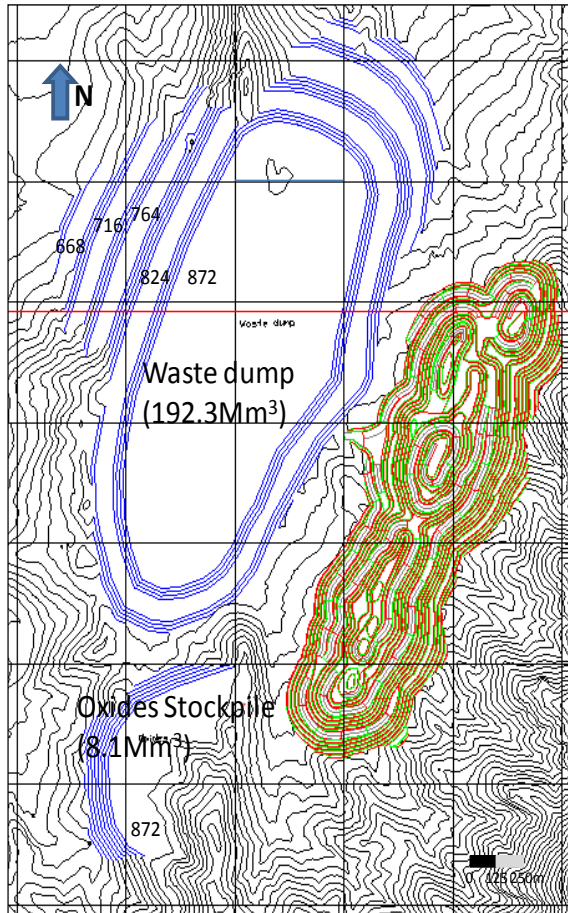 N
764
716
668
824
872
Waste dump
Waste dump
(192.3Mm³)
Oxides Stockpile
(8.1Mm³)
872
0 125 250m